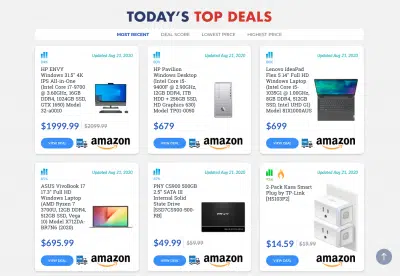 TODAY'S TOP DEALS
MOST RECENT
DEAL SCORE
LOWEST PRICE
HIGHEST PRICE
Updated Aug 21, 2020
HP ENVY
Windows 31.5" 4K
IPS All-in-One
(Intel Core i7-9700
@ 3.60GHz, 16GB
DDR4, 1024GB SSD,
GTX 1650) Model
32-a0010
$1999.99
$2099.99
VIEW DEAL
amazon
Updated Aug 21, 2020
HP Pavilion
Windows Desktop
(Intel Core i5-
9400F @ 2.90GHz,
12GB DDR4, 1TB
HDD + 256GB SSD,
HD Graphics 630)
Model TP01-0050
$679
VIEW DEAL
amazon
Updated Aug 21, 2020
Lenovo IdeaPad
Flex 5 14" Full HD
Windows Laptop
(Intel Core i5-
1035G1 @ 1.00GHz,
8GB DDR4, 512GB
SSD, Intel UHD G1)
Model 81X1000AUS
$699
VIEW DEAL
amazon
Updated Aug 21, 2020
ASUS VivoBook 17
17.3" Full HD
Windows Laptop
(AMD Ryzen 7
3700U, 12GB DDR4,
512GB SSD, Vega
10) Model X712DA-
BR7N6 (2020)
$695.99
VIEW DEAL
amazon
Updated Aug 21, 2020
PNY CS900 500GB
2.5" SATA III
Internal Solid
State Drive
(SSD7CS900-500-
RB)
$49.99
$59.99
VIEW DEAL
amazon
Updated Aug 21, 2020
2-Pack Kasa Smart
Plug by TP-Link
[HS103P2]
$14.59
VIEW DEAL
amazon